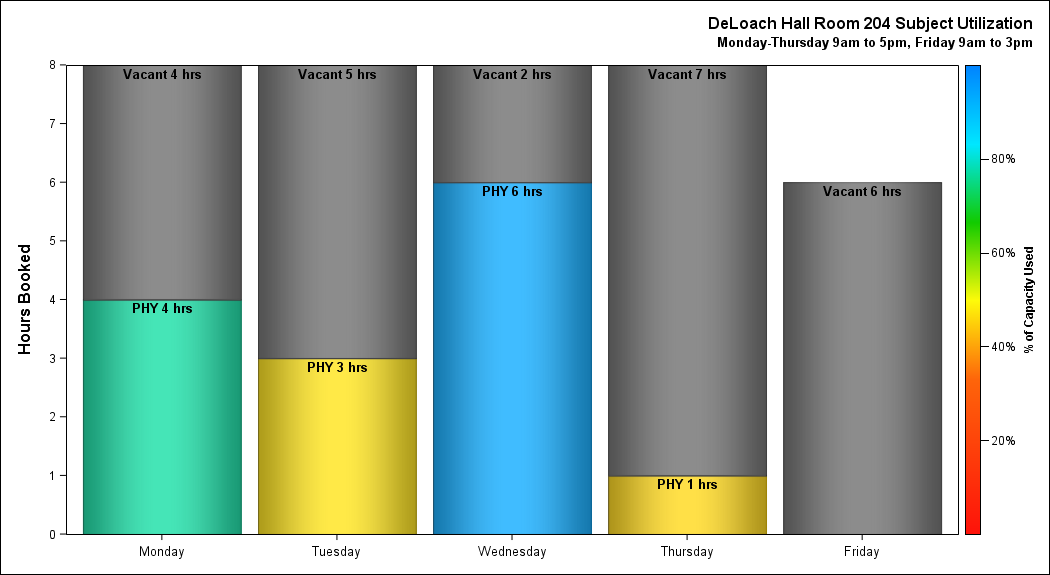 DeLoach Hall Room 204 Subject Utilization
Monday-Thursday 9am to 5pm, Friday 9am to 3pm
Hours Booked
8
7
6
5
4
3
2
1
0
Vacant 4 hrs
PHY 4 hrs
Vacant 5 hrs
PHY 3 hrs
Vacant 2 hrs
PHY 6 hrs
Vacant 7 hrs
PHY 1 hrs
Vacant 6 hrs
Monday
Tuesday
Wednesday
Thursday
Friday
80%
60%
40%
20%
% of Capacity Used